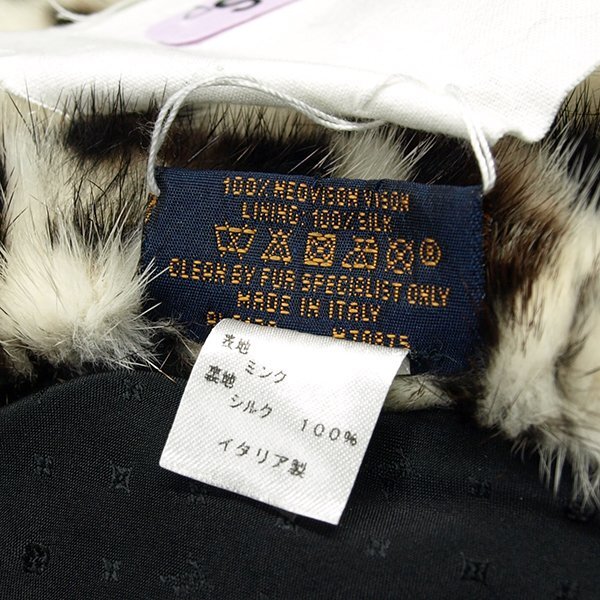 100% NEOVISON VISON
LINING: 100% SILK
CLEAN BY FUR SPECIALIST ONLY
MADE IN ITALY
表地
ミンク
裏地
シルク 100%
イタリア製